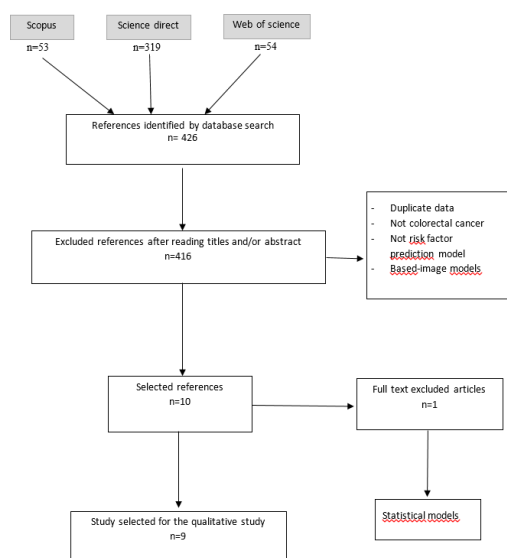 Scopus
Science direct
Web of science
n=53
n=319
n=54
References identified by database search
n= 426
- Duplicate data
- Not colorectal cancer
- Not risk factor
prediction model
- Based-image models
Excluded references after reading titles and/or abstract
n=416
Selected references
n=10
Full text excluded articles
n=1
Statistical models
Study selected for the qualitative study
n=9